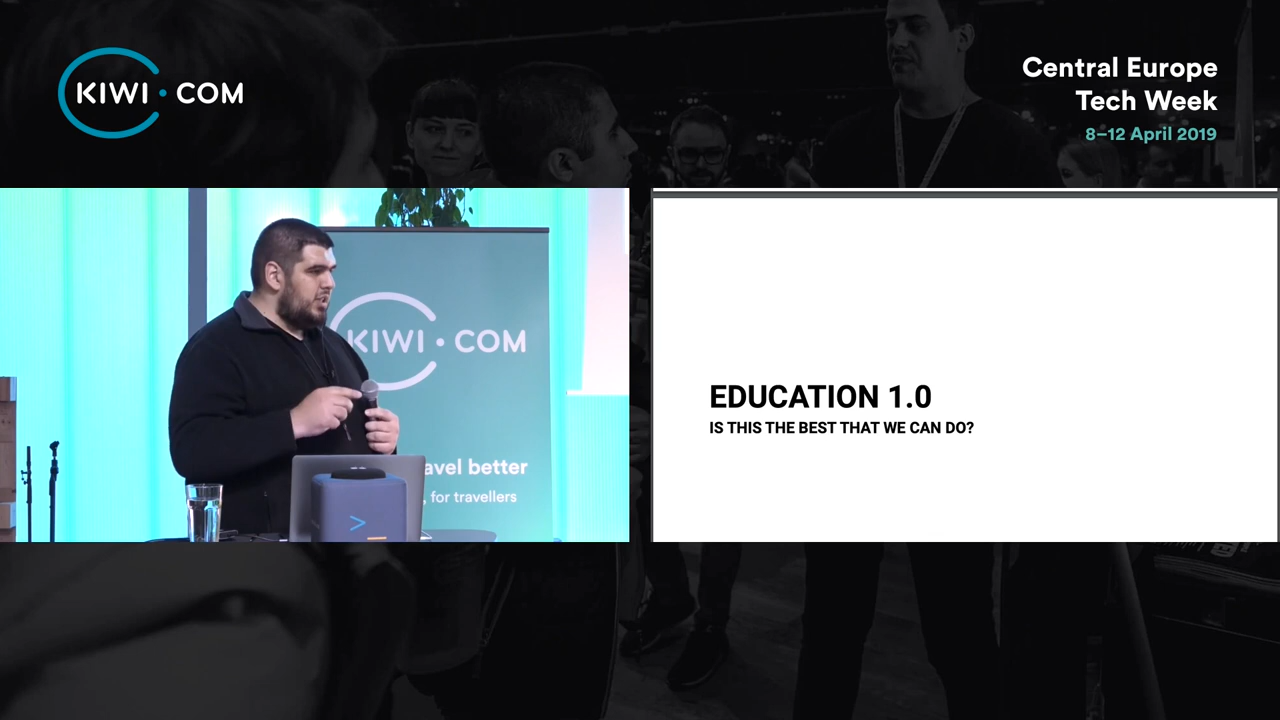 KIWI.COM
Central Europe
Tech Week
8–12 April 2019
KIWI.COM
avel better
, for travellers
>_
EDUCATION 1.0
IS THIS THE BEST THAT WE CAN DO?